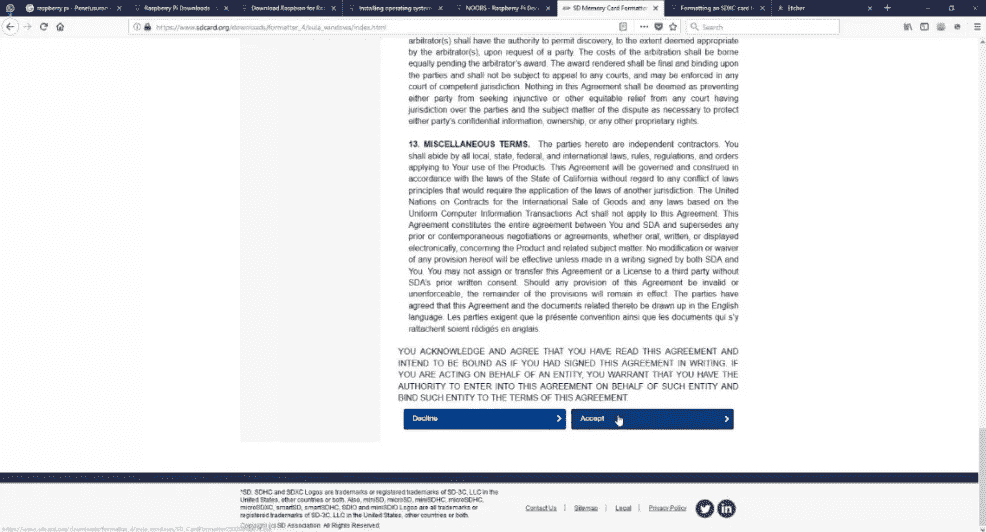 raspberry pi
Raspberry Pi Downloads
Download Raspbian for Ro
Installing operating system
NOOBS - Raspberry Pi Do
SD Memory Card Formatte
Formatting an SDXC card
Etcher
https://www.sdcard.org/downloads/formatter_4/eula_windows/index.html
Search
arbitrator(s) shall have the authority to permit discovery, to the extent deemed appropriate
by the arbitrator(s), upon request of a party. The costs of the arbitration shall be borne
equally pending the arbitrator's award. The award rendered shall be final and binding upon
the parties and shall not be subject to appeal to any courts, and may be enforced in any
court of competent jurisdiction. Nothing in this Agreement shall be deemed as preventing
either party from seeking injunctive or other equitable relief from any court having
jurisdiction over the parties and the subject matter of the dispute as necessary to protect
either party's confidential information, ownership, or any other proprietary rights.
13. MISCELLANEOUS TERMS. The parties hereto are independent contractors. You
shall abide by all local, state, federal, and international laws, rules, regulations, and orders
applying to Your use of the Products. This Agreement will be governed and construed in
accordance with the laws of the State of California without regard to any conflict of laws
principles that would require the application of the laws of another jurisdiction. The United
Nations on Contracts for the International Sale of Goods and any laws based on the
Uniform Computer Information Transactions Act shall not apply to this Agreement. This
Agreement constitutes the entire agreement between You and SDA and supersedes any
prior or contemporaneous negotiations or agreements, whether oral, written, or displayed
electronically, concerning the Product and related subject matter. No modification or waiver
of any provision hereof will be effective unless made in a writing signed by both SDA and
You. You may not assign or transfer this Agreement or a License to a third party without
SDA's prior written consent. Should any provision of this Agreement be invalid or
unenforceable, the remainder of the provisions will remain in effect. The parties have
agreed that this Agreement and the documents related thereto be drawn up in the English
language. Les parties exigent que la présente convention ainsi que les documents qui s'y
rattachent soient rédigés en anglais.
YOU ACKNOWLEDGE AND AGREE THAT YOU HAVE READ THIS AGREEMENT AND
INTEND TO BE BOUND AS IF YOU HAD SIGNED THIS AGREEMENT IN WRITING. IF
YOU ARE ACTING ON BEHALF OF AN ENTITY, YOU WARRANT THAT YOU HAVE THE
AUTHORITY TO ENTER INTO THIS AGREEMENT ON BEHALF OF SUCH ENTITY AND
BIND SUCH ENTITY TO THE TERMS OF THIS AGREEMENT.
Decline
Accept
*SD, SDHC and SDXC Logos are trademarks or registered trademarks of SD-3C, LLC in the
United States, other countries or both. Also, miniSD, microSD, miniSDHC, microSDHC,
microSDXC, smartSD, smartSDHC, SDIO and miniSDIO Logos are all trademarks or
registered trademarks of SD-3C, LLC in the United States, other countries or both.
Copyright (c) SD Association. All Rights Reserved.
Contact Us | Sitemap | Legal | Privacy Policy